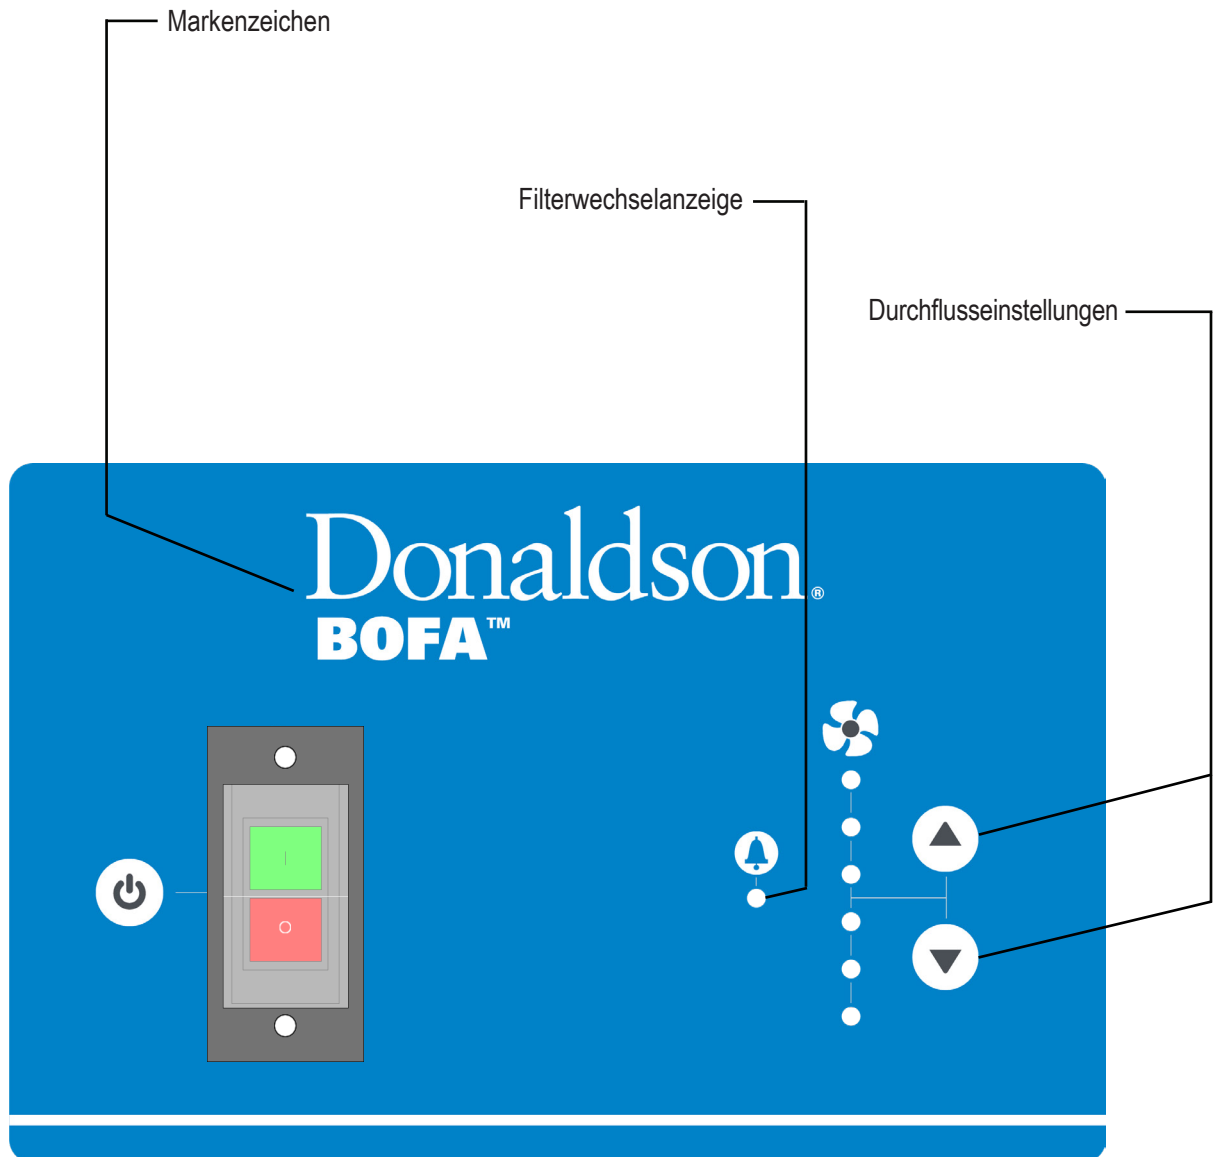 Markenzeichen
Filterwechselanzeige
Durchflusseinstellungen
Donaldson®
BOFA™
I
O